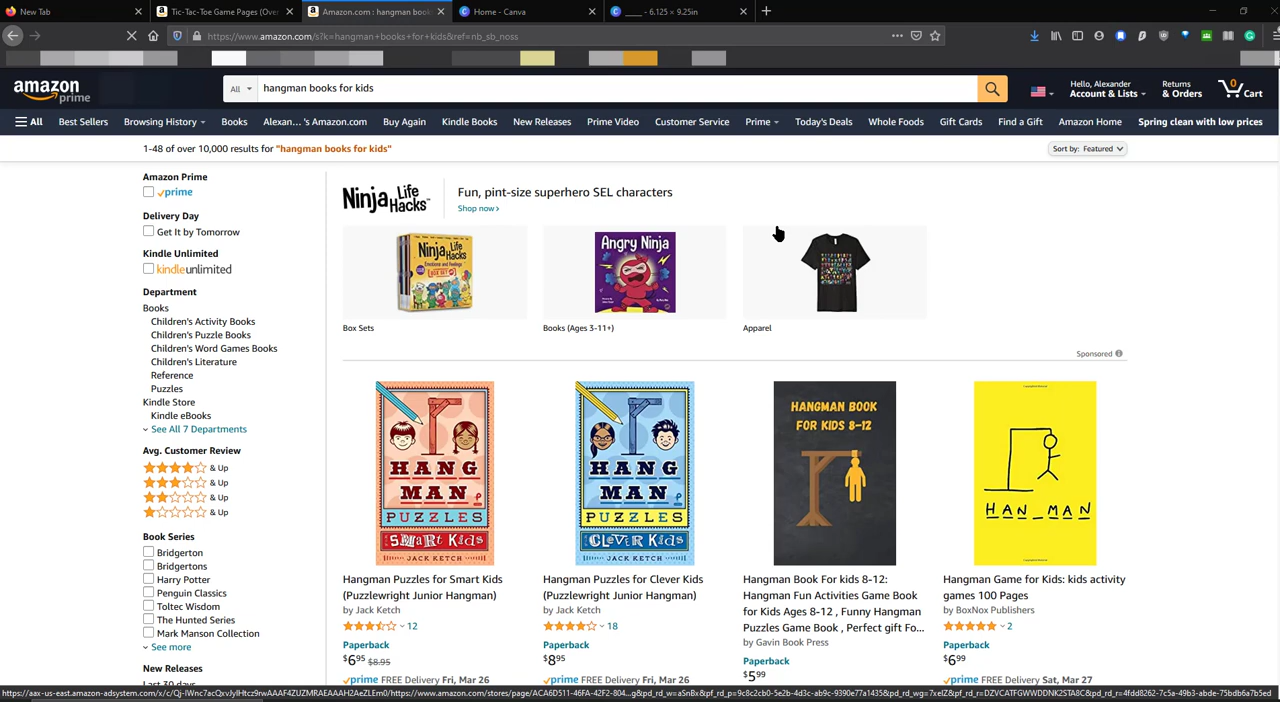 New Tab
Tic-Tac-Toe Game Pages (Over
Amazon.com : hangman book
Home - Canva
____ - 6.125 × 9.25in
https://www.amazon.com/s?k=hangman+books+for+kids&ref=nb_sb_noss
amazon
prime
All
hangman books for kids
Hello, Alexander
Account & Lists
Returns
& Orders
0
Cart
All
Best Sellers
Browsing History
Books
Alexan... 's Amazon.com
Buy Again
Kindle Books
New Releases
Prime Video
Customer Service
Prime
Today's Deals
Whole Foods
Gift Cards
Find a Gift
Amazon Home
Spring clean with low prices
1-48 of over 10,000 results for "hangman books for kids"
Sort by: Featured
Amazon Prime
prime
Delivery Day
Get It by Tomorrow
Kindle Unlimited
kindleunlimited
Department
Books
Children's Activity Books
Children's Puzzle Books
Children's Word Games Books
Children's Literature
Reference
Puzzles
Kindle Store
Kindle eBooks
See All 7 Departments
Avg. Customer Review
& Up
& Up
& Up
& Up
Book Series
Bridgerton
Bridgertons
Harry Potter
Penguin Classics
Toltec Wisdom
The Hunted Series
Mark Manson Collection
See more
New Releases
Last 30 days
Ninja Life Hacks
Fun, pint-size superhero SEL characters
Shop now ›
Ninja Life Hacks
Angry Ninja
Box Sets
Books (Ages 3-11+)
Apparel
Sponsored
HANG
MAN
PUZZLES
SMART KIDS
JACK KETCH
Hangman Puzzles for Smart Kids
(Puzzlewright Junior Hangman)
by Jack Ketch
12
Paperback
$6.95 $8.95
prime FREE Delivery Fri, Mar 26
HANG
MAN
PUZZLES
CLEVER KIDS
JACK KETCH
Hangman Puzzles for Clever Kids
(Puzzlewright Junior Hangman)
by Jack Ketch
18
Paperback
$8.95
prime FREE Delivery Fri, Mar 26
HANGMAN BOOK
FOR KIDS 8-12
Hangman Book For kids 8-12:
Hangman Fun Activities Game Book
for Kids Ages 8-12 , Funny Hangman
Puzzles Game Book , Perfect gift Fo...
by Gavin Book Press
Paperback
$5.99
HAN_MAN
Hangman Game for Kids: kids activity
games 100 Pages
by BoxNox Publishers
2
Paperback
$6.99
prime FREE Delivery Sat, Mar 27